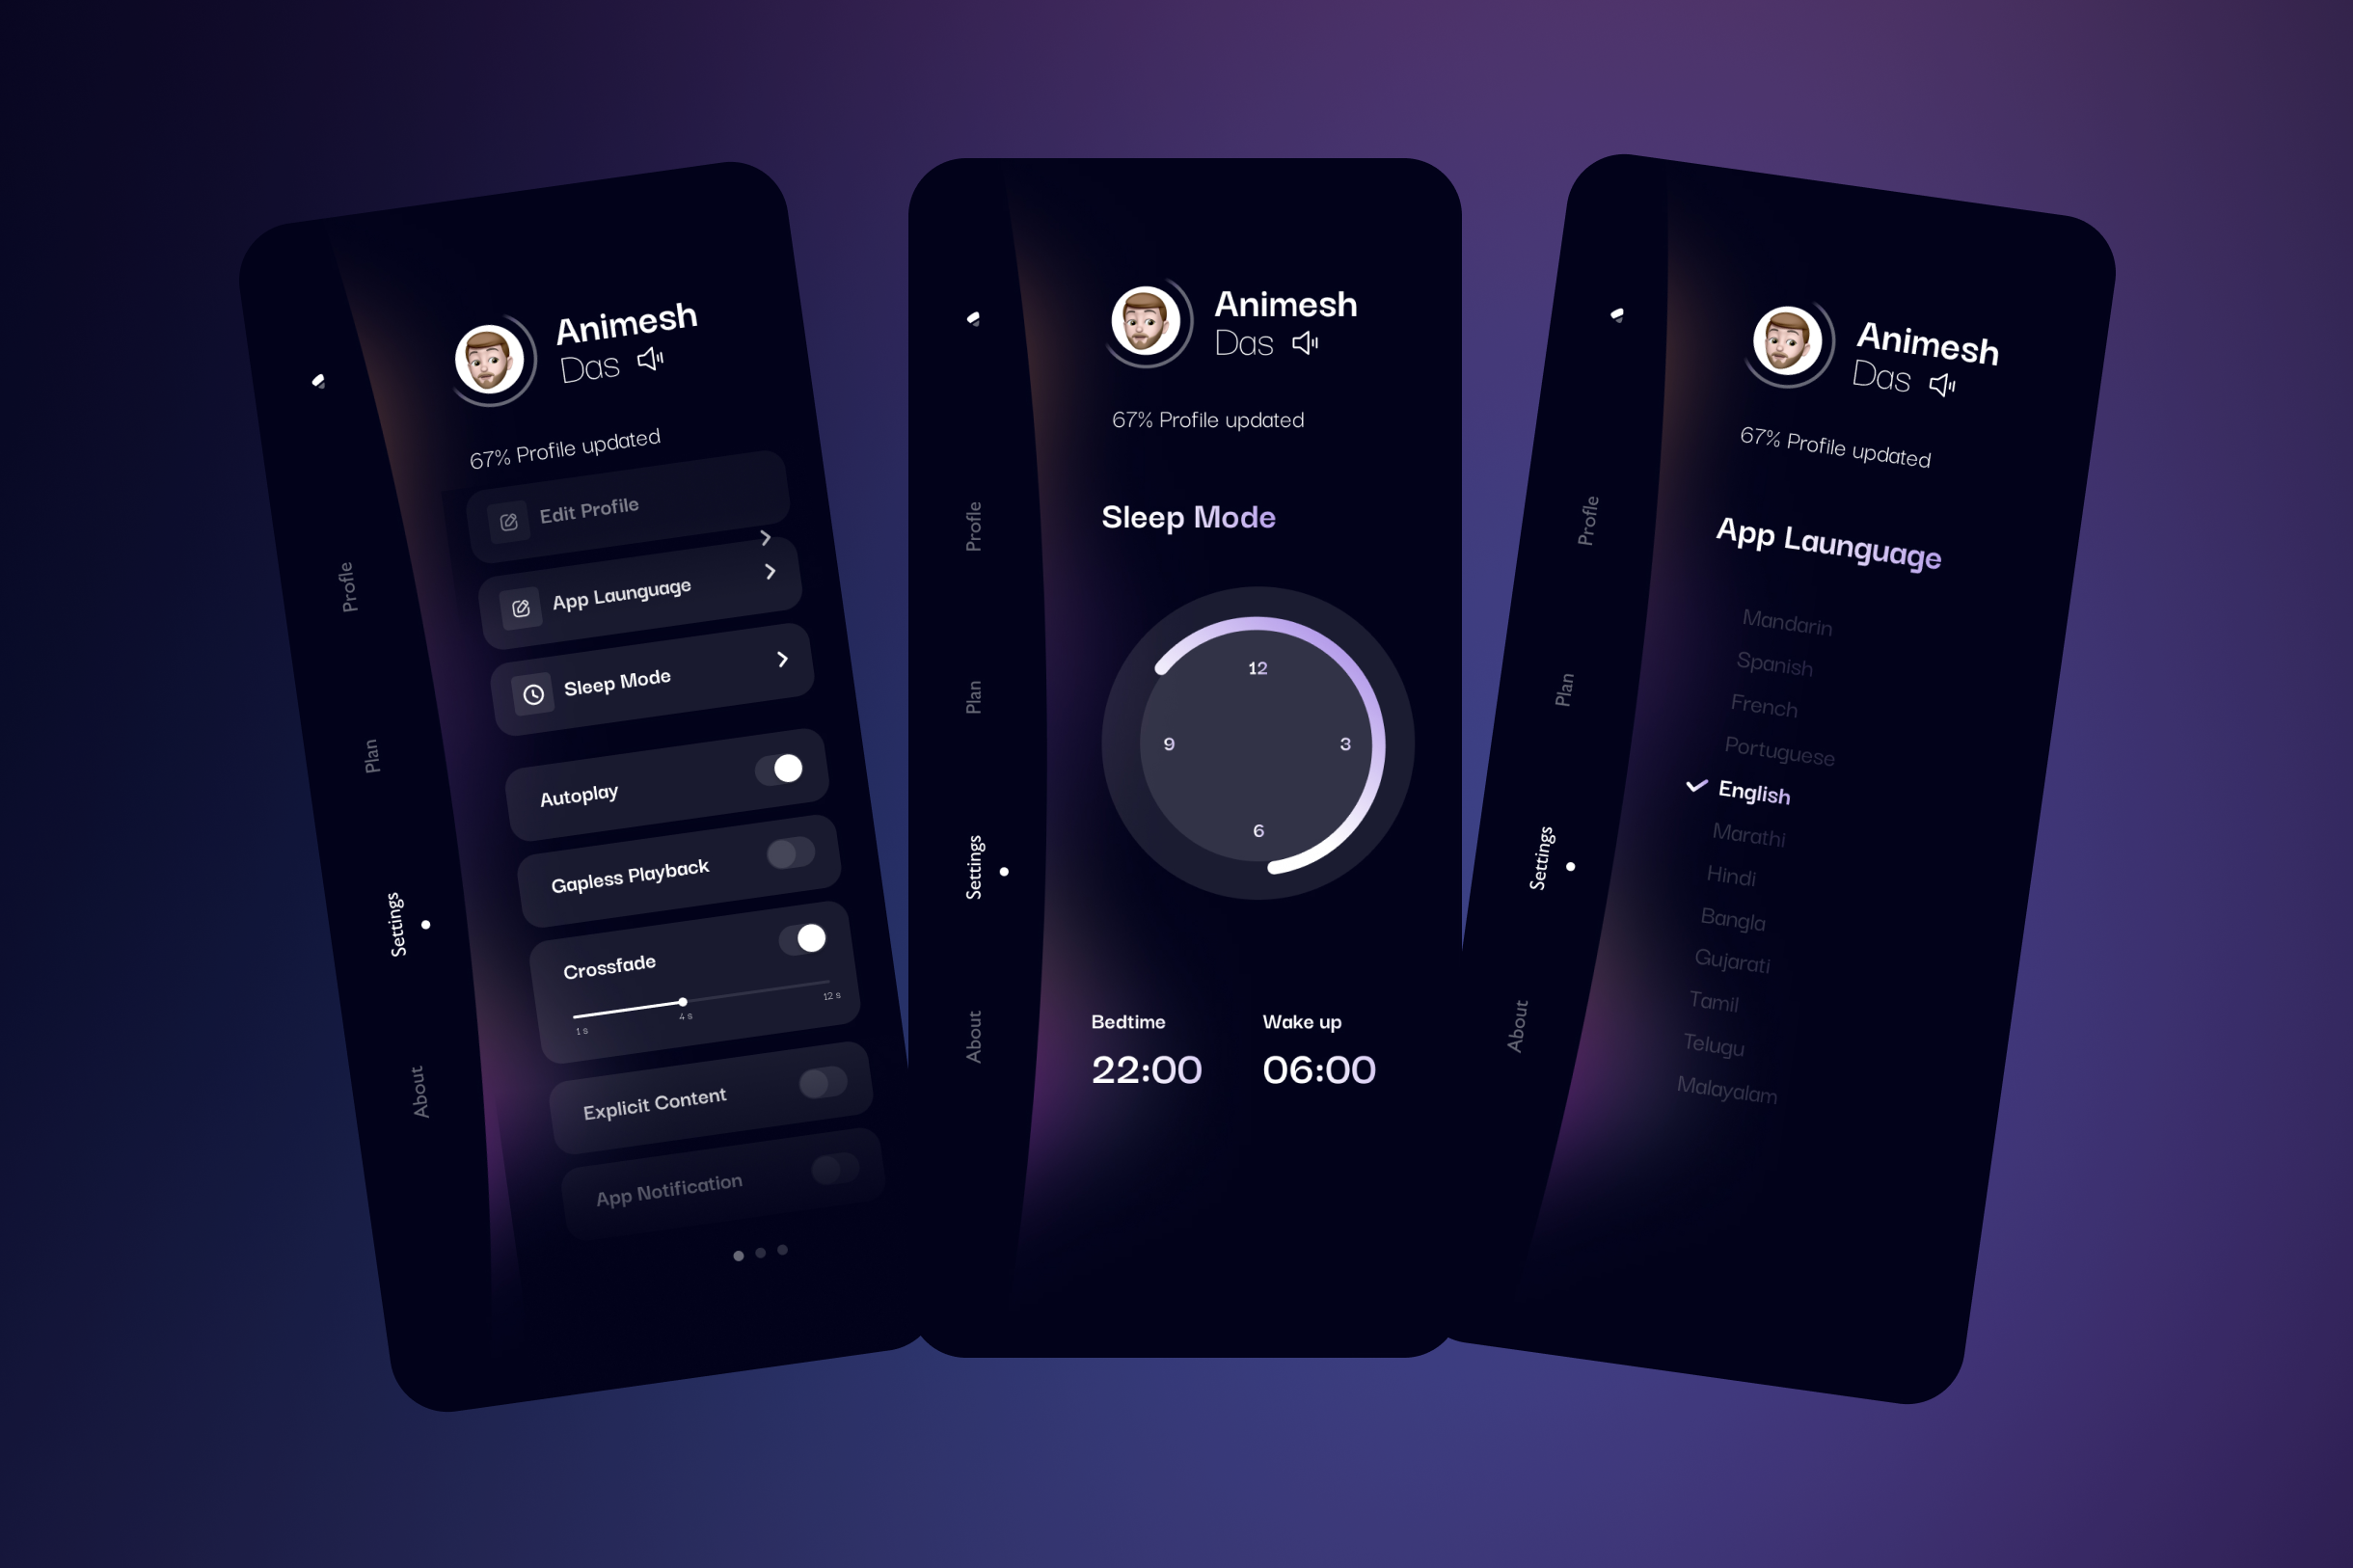 Animesh
Das
67% Profile updated
Edit Profile
App Launguage
Sleep Mode
Autoplay
Gapless Playback
Crossfade
1 s
4 s
12 s
Explicit Content
App Notification
Profle
Plan
Settings
About
Animesh
Das
67% Profile updated
Sleep Mode
12
9
3
6
Bedtime
Wake up
22:00
06:00
Profle
Plan
Settings
About
Animesh
Das
67% Profile updated
App Launguage
Mandarin
Spanish
French
Portuguese
English
Marathi
Hindi
Bangla
Gujarati
Tamil
Telugu
Malayalam
Profle
Plan
Settings
About